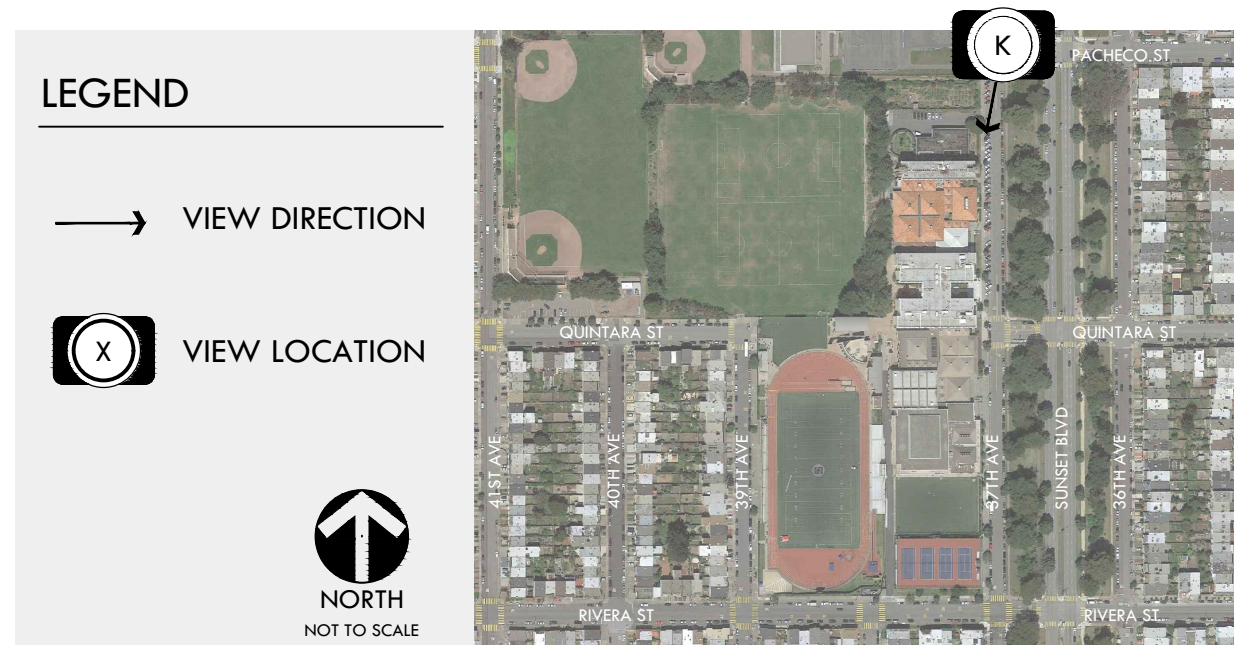 LEGEND
VIEW DIRECTION
X
VIEW LOCATION
NORTH
NOT TO SCALE
K
PACHECO ST
QUINTARA ST
QUINTARA ST
41ST AVE
40TH AVE
39TH AVE
37TH AVE
SUNSET BLVD
36TH AVE
RIVERA ST
RIVERA ST